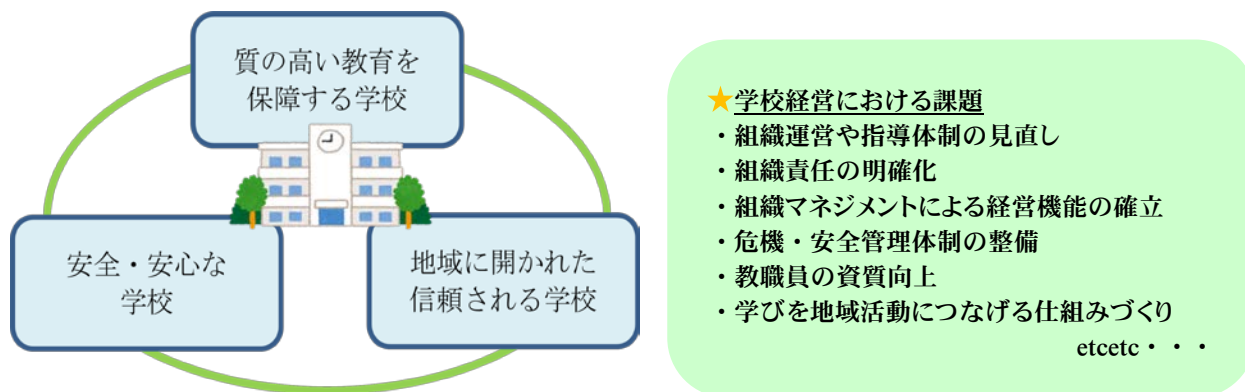 質の高い教育を
保障する学校
安全・安心な
学校
地域に開かれた
信頼される学校
★学校経営における課題
・組織運営や指導体制の見直し
・組織責任の明確化
・組織マネジメントによる経営機能の確立
・危機・安全管理体制の整備
・教職員の資質向上
・学びを地域活動につなげる仕組みづくり
etcetc・・・